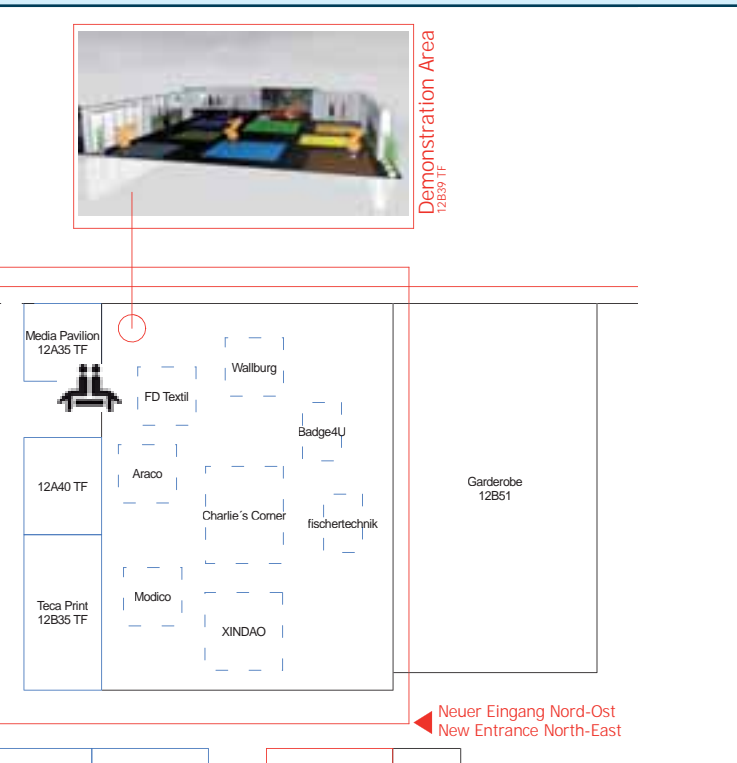 Demonstration Area
12B39 TF
Media Pavilion
12A35 TF
Wallburg
FD Textil
Badge4U
Araco
12A40 TF
Garderobe
12B51
Charlie´s Corner
fischertechnik
Modico
Teca Print
12B35 TF
XINDAO
Neuer Eingang Nord-Ost
New Entrance North-East